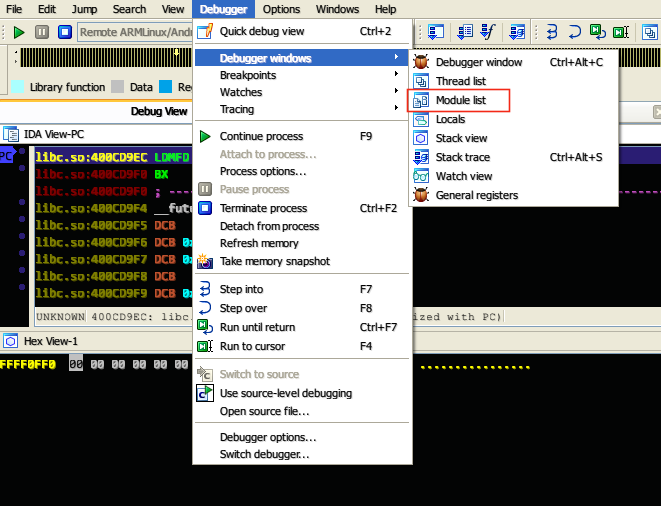 File Edit Jump Search View Debugger Options Windows Help
Remote ARMLinux/Andr
Quick debug view Ctrl+2
Library function Data Re
Debugger windows
Debugger window Ctrl+Alt+C
Breakpoints
Thread list
Watches
Module list
Tracing
Locals
Debug View
Stack view
IDA View-PC
Continue process F9
Stack trace Ctrl+Alt+S
PC
libc.so:400CD9EC LDMFD
Attach to process...
Watch view
libc.so:400CD9F0 BX
Process options...
General registers
libc.so:400CD9F0 ; ----
Pause process
libc.so:400CD9F4 __fut
Terminate process Ctrl+F2
libc.so:400CD9F5 DCB
Detach from process
libc.so:400CD9F6 DCB 0x
Refresh memory
libc.so:400CD9F7 DCB 0x
Take memory snapshot
libc.so:400CD9F8 DCB
libc.so:400CD9F9 DCB 0x
Step into F7
Step over F8
UNKNOWN 400CD9EC: libc. ized with PC)
Run until return Ctrl+F7
Hex View-1
Run to cursor F4
FFFF0FF0 00 00 00 00 00 ................
Switch to source
Use source-level debugging
Open source file...
Debugger options...
Switch debugger...